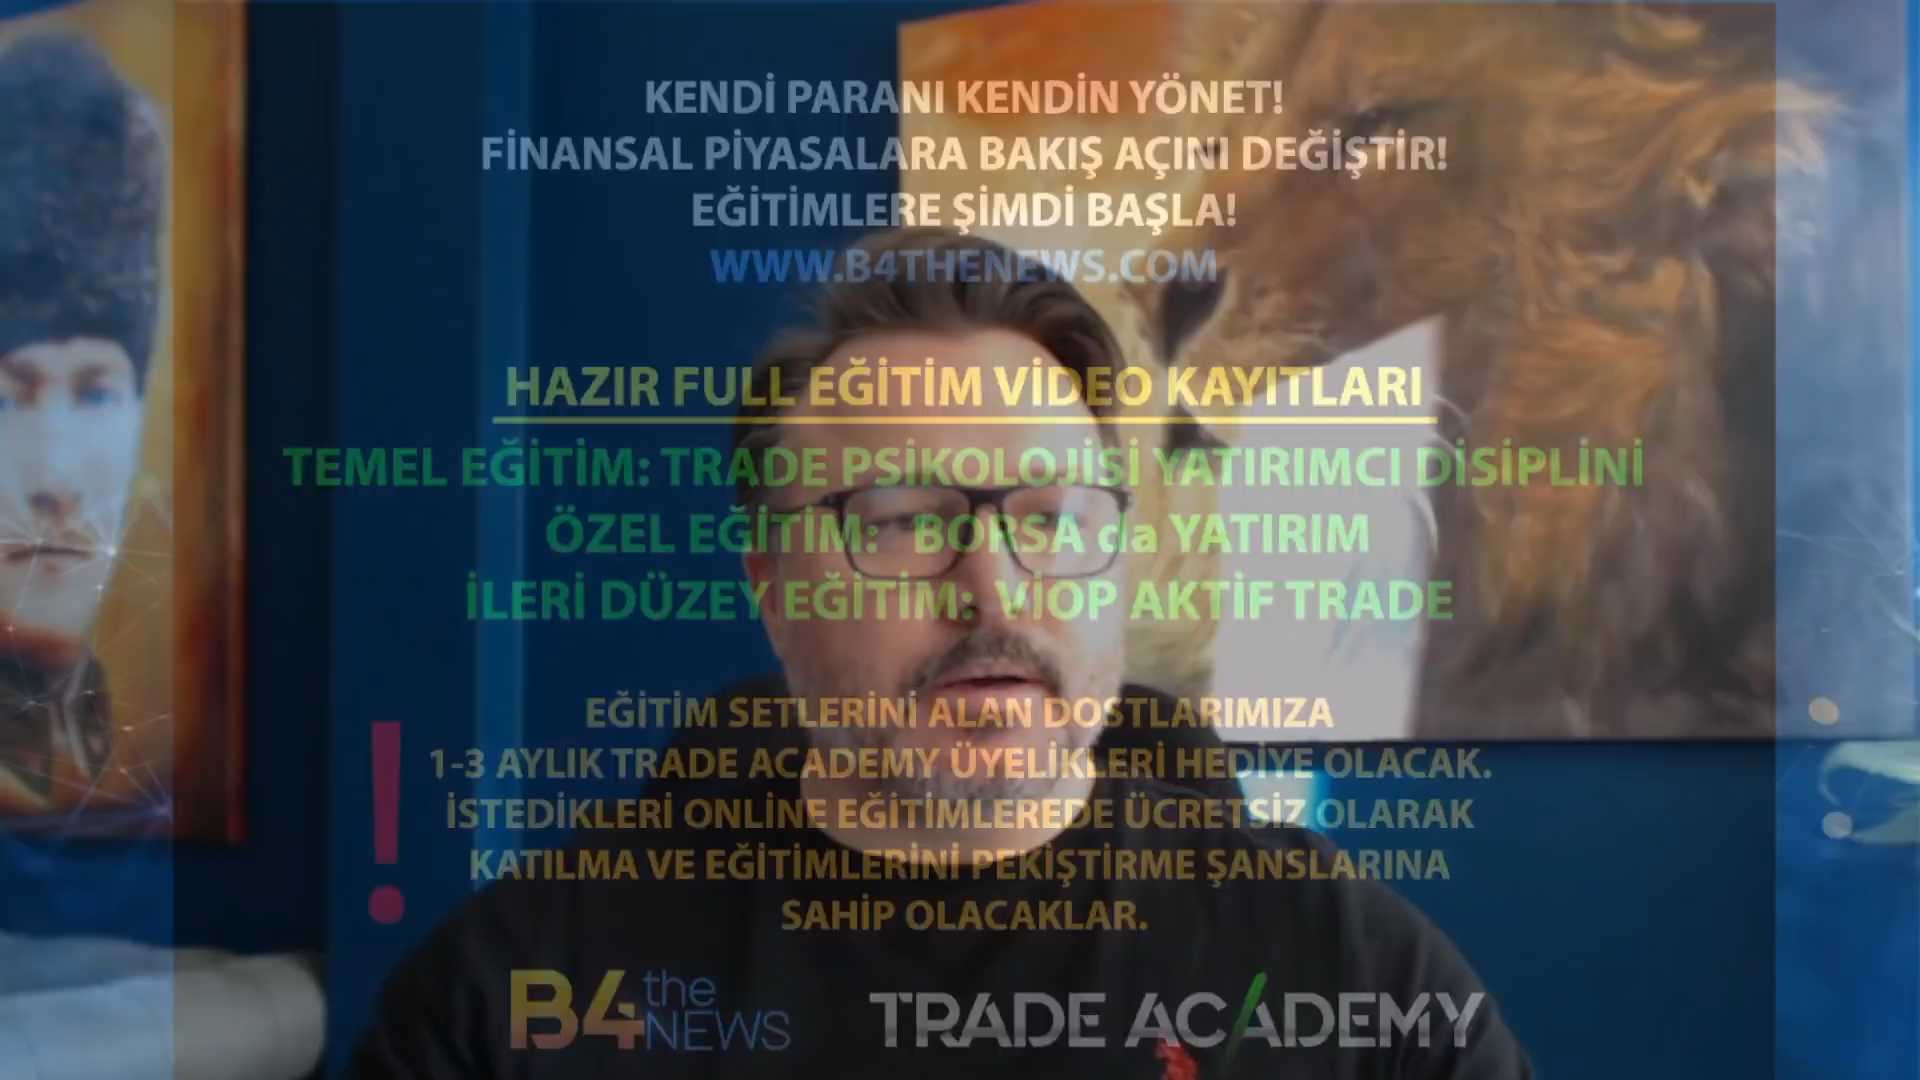 KENDİ PARANI KENDİN YÖNET!
FİNANSAL PİYASALARA BAKIŞ AÇINI DEĞİŞTİR!
EĞİTİMLERE ŞİMDİ BAŞLA!
WWW.B4THENEWS.COM
HAZIR FULL EĞİTİM VİDEO KAYITLARI
TEMEL EĞİTİM: TRADE PSİKOLOJİSİ YATIRIMCI DİSİPLİNİ
ÖZEL EĞİTİM: BORSA da YATIRIM
İLERİ DÜZEY EĞİTİM: VİOP AKTİF TRADE
! EĞİTİM SETLERİNİ ALAN DOSTLARIMIZA
1-3 AYLIK TRADE ACADEMY ÜYELİKLERİ HEDİYE OLACAK.
İSTEDİKLERİ ONLİNE EĞİTİMLEREDE ÜCRETSİZ OLARAK
KATILMA VE EĞİTİMLERİNİ PEKİŞTİRME ŞANSLARINA
SAHİP OLACAKLAR.
B4 the NEWS
TRADE ACADEMY